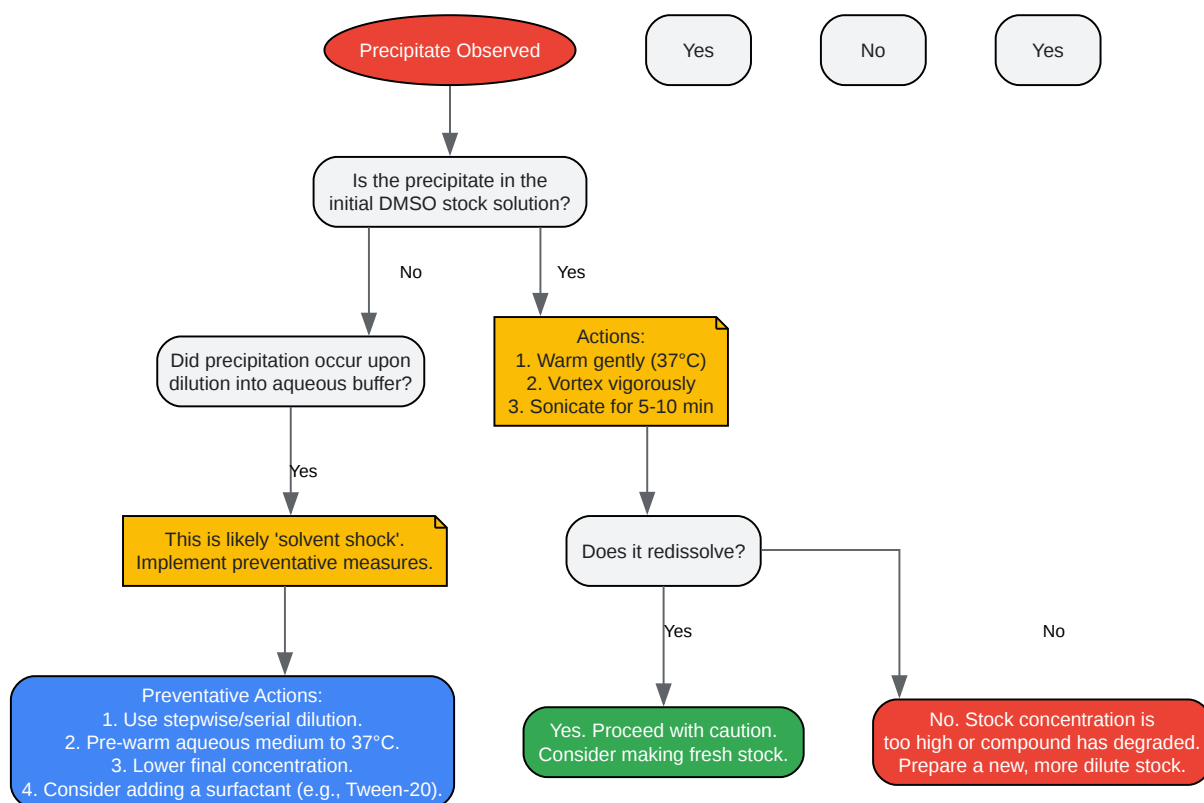 Precipitate Observed
Yes
No
Yes
Is the precipitate in the
initial DMSO stock solution?
No
Yes
Did precipitation occur upon
dilution into aqueous buffer?
Actions:
1. Warm gently (37°C)
2. Vortex vigorously
3. Sonicate for 5-10 min
Yes
This is likely 'solvent shock'.
Implement preventative measures.
Does it redissolve?
Yes
No
Preventative Actions:
1. Use stepwise/serial dilution.
2. Pre-warm aqueous medium to 37°C.
3. Lower final concentration.
4. Consider adding a surfactant (e.g., Tween-20).
Yes. Proceed with caution.
Consider making fresh stock.
No. Stock concentration is
too high or compound has degraded.
Prepare a new, more dilute stock.